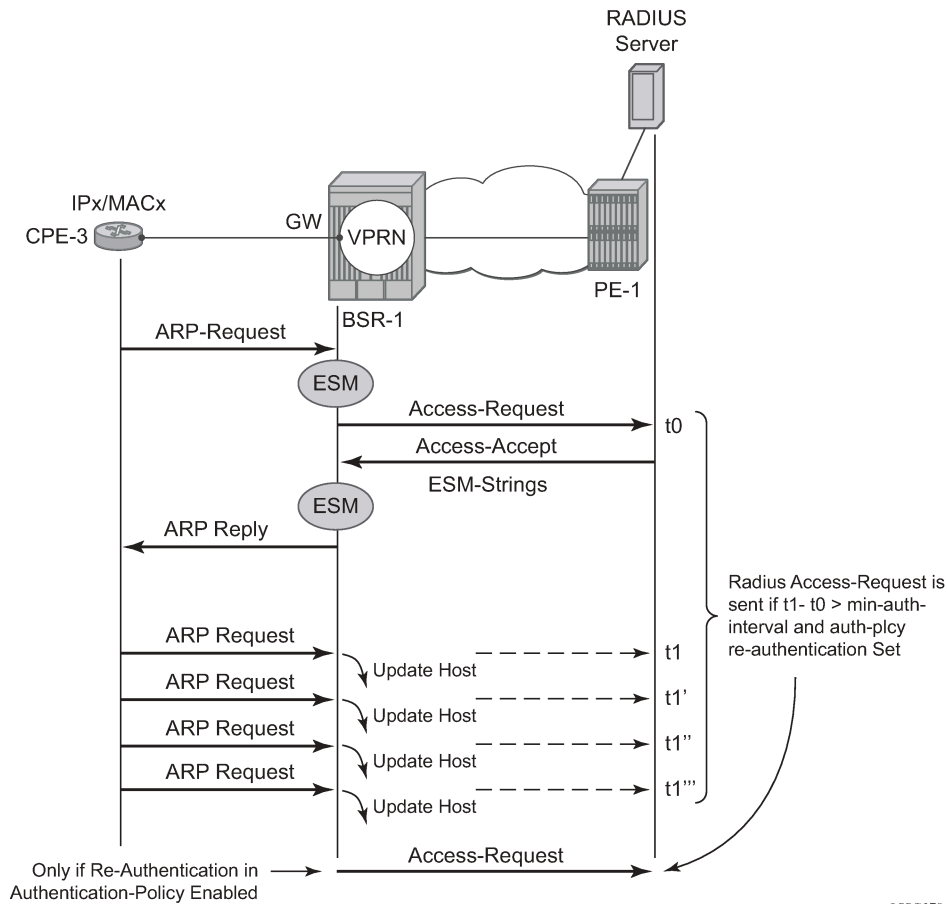 RADIUS
Server
IPx/MACx
CPE-3
GW
VPRN
PE-1
BSR-1
ARP-Request
ESM
Access-Request
t0
Access-Accept
ESM-Strings
ESM
ARP Reply
Radius Access-Request is
sent if t1- t0 > min-auth-
interval and auth-plcy
re-authentication Set
ARP Request
Update Host
t1
ARP Request
Update Host
t1’
ARP Request
Update Host
t1’’
ARP Request
Update Host
t1’’’
Access-Request
Only if Re-Authentication in
Authentication-Policy Enabled